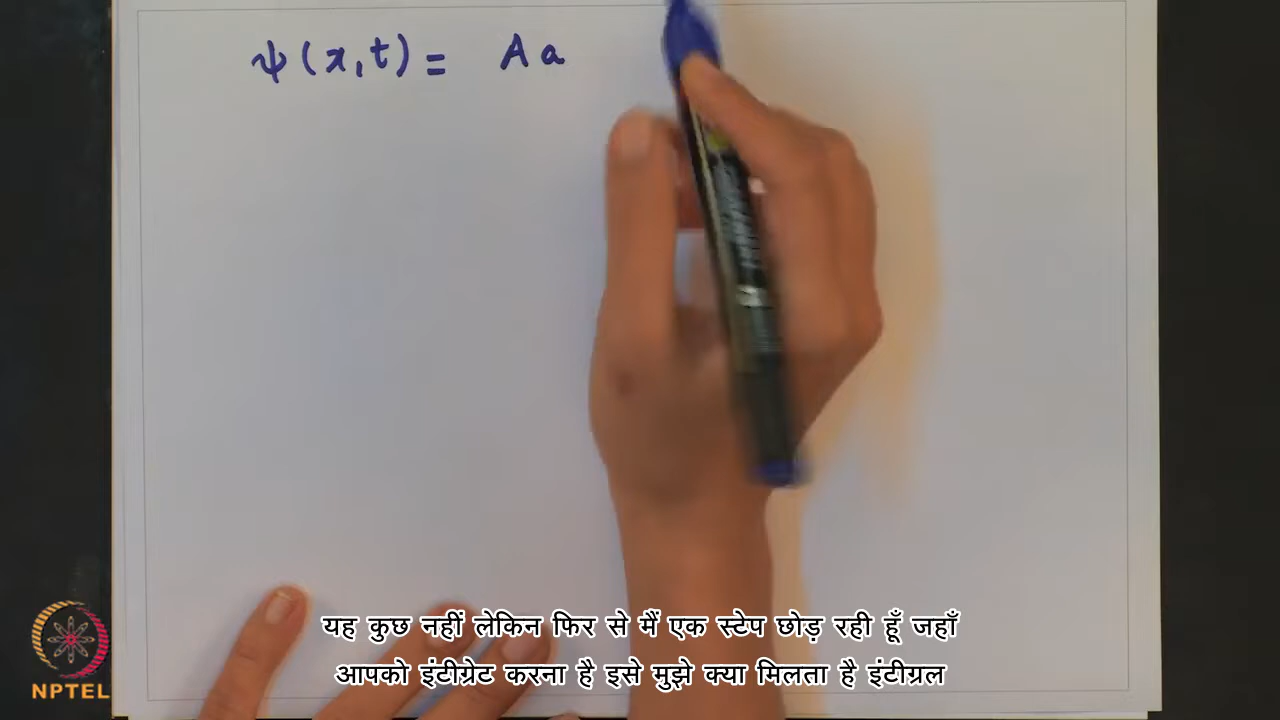 ψ(x,t) = A a
यह कुछ नहीं लेकिन फिर से मैं एक स्टेप छोड़ रही हूँ जहाँ
आपको इंटीग्रेट करना है इसे मुझे क्या मिलता है इंटीग्रल
NPTEL